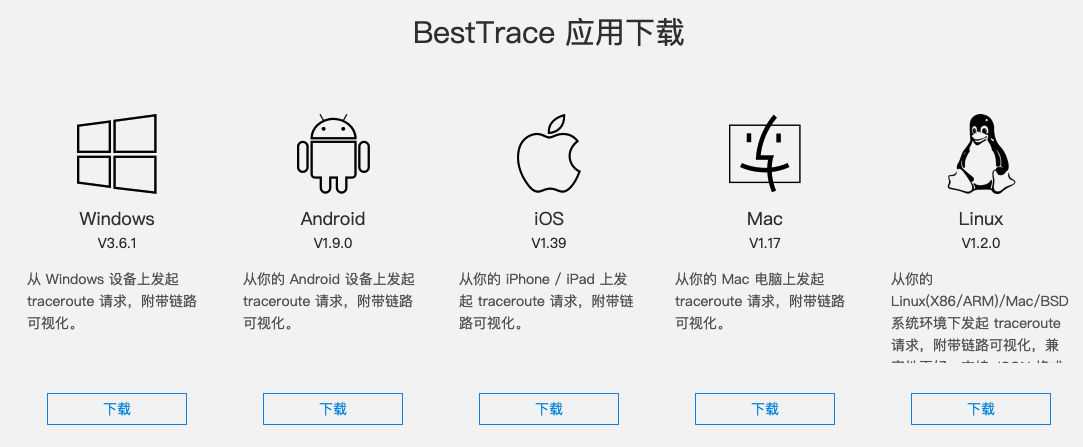 BestTrace 应用下载
Windows
V3.6.1
从 Windows 设备上发起
traceroute 请求，附带链路
可视化。
下载
Android
V1.9.0
从你的 Android 设备上发起
traceroute 请求，附带链路
可视化。
下载
iOS
V1.39
从你的 iPhone / iPad 上发
起 traceroute 请求，附带链
路可视化。
下载
Mac
V1.17
从你的 Mac 电脑上发起
traceroute 请求，附带链路
可视化。
下载
Linux
V1.2.0
从你的
Linux(X86/ARM)/Mac/BSD
系统环境下发起 traceroute
请求，附带链路可视化，兼
下载